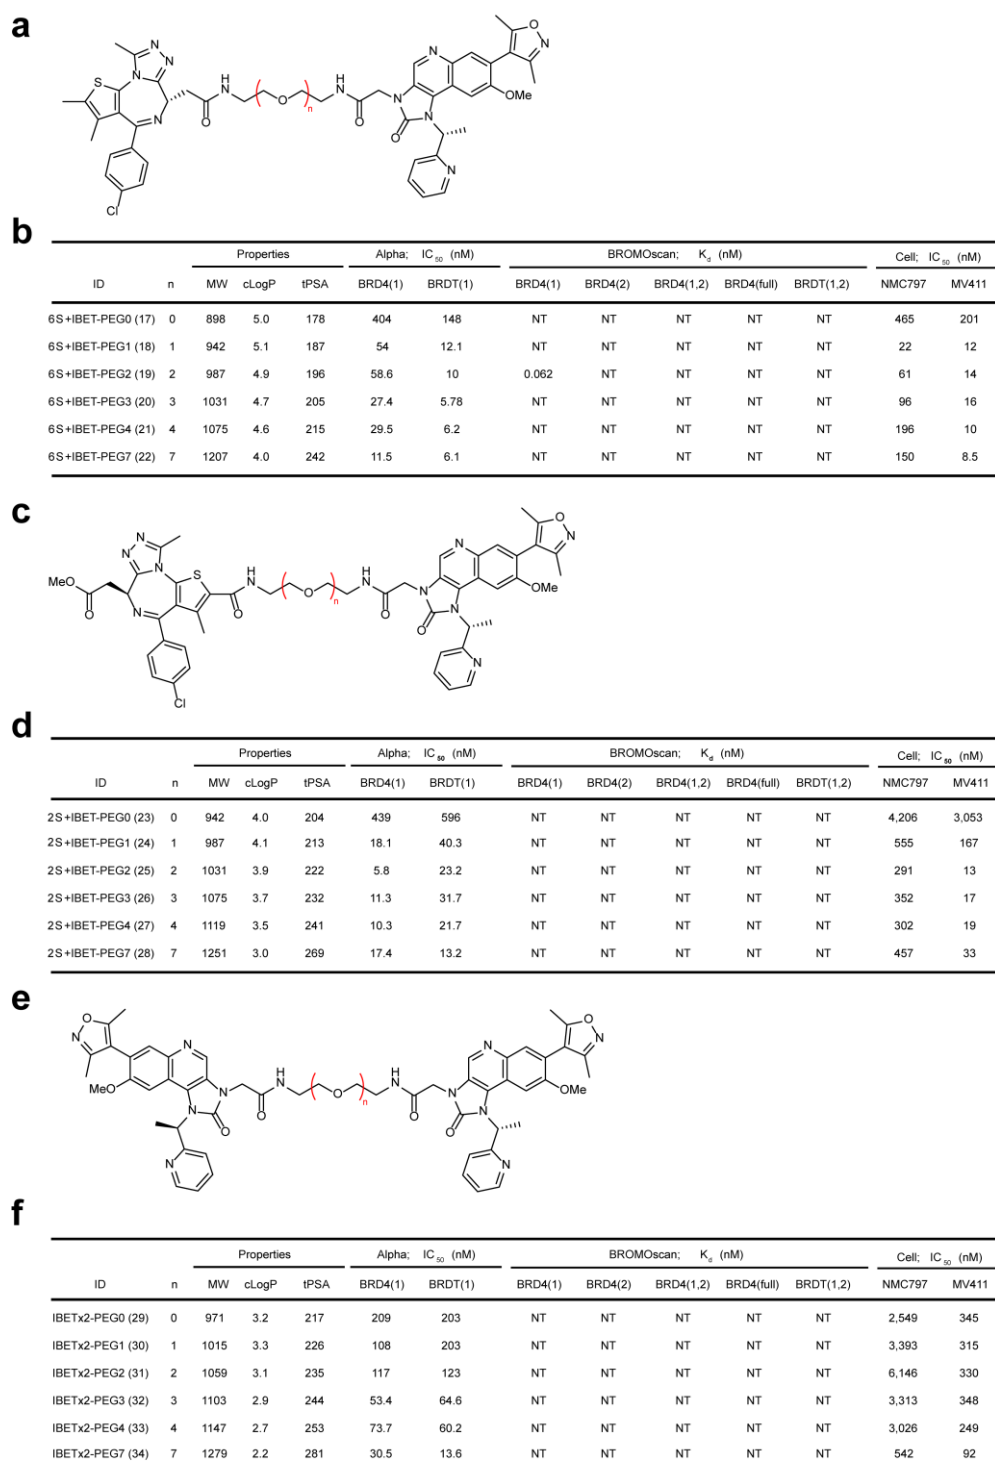 a
S N N N N O H N O n H N O N N O N N N O N OMe Cl
b
Properties Alpha; IC50 (nM) BROMOscan; Kd (nM) Cell; IC50 (nM)
ID n MW cLogP tPSA BRD4(1) BRDT(1) BRD4(1) BRD4(2) BRD4(1,2) BRD4(full) BRDT(1,2) NMC797 MV411
6S+IBET-PEG0 (17) 0 898 5.0 178 404 148 NT NT NT NT NT 465 201
6S+IBET-PEG1 (18) 1 942 5.1 187 54 12.1 NT NT NT NT NT 22 12
6S+IBET-PEG2 (19) 2 987 4.9 196 58.6 10 0.062 NT NT NT NT 61 14
6S+IBET-PEG3 (20) 3 1031 4.7 205 27.4 5.78 NT NT NT NT NT 96 16
6S+IBET-PEG4 (21) 4 1075 4.6 215 29.5 6.2 NT NT NT NT NT 196 10
6S+IBET-PEG7 (22) 7 1207 4.0 242 11.5 6.1 NT NT NT NT NT 150 8.5
c
MeO O N N N N S O H N O n H N O N N O N N N O N OMe Cl
d
Properties Alpha; IC50 (nM) BROMOscan; Kd (nM) Cell; IC50 (nM)
ID n MW cLogP tPSA BRD4(1) BRDT(1) BRD4(1) BRD4(2) BRD4(1,2) BRD4(full) BRDT(1,2) NMC797 MV411
2S+IBET-PEG0 (23) 0 942 4.0 204 439 596 NT NT NT NT NT 4,206 3,053
2S+IBET-PEG1 (24) 1 987 4.1 213 18.1 40.3 NT NT NT NT NT 555 167
2S+IBET-PEG2 (25) 2 1031 3.9 222 5.8 23.2 NT NT NT NT NT 291 13
2S+IBET-PEG3 (26) 3 1075 3.7 232 11.3 31.7 NT NT NT NT NT 352 17
2S+IBET-PEG4 (27) 4 1119 3.5 241 10.3 21.7 NT NT NT NT NT 302 19
2S+IBET-PEG7 (28) 7 1251 3.0 269 17.4 13.2 NT NT NT NT NT 457 33
e
O N MeO N N N O N O H N O n H N O N N O N N N O N OMe
f
Properties Alpha; IC50 (nM) BROMOscan; Kd (nM) Cell; IC50 (nM)
ID n MW cLogP tPSA BRD4(1) BRDT(1) BRD4(1) BRD4(2) BRD4(1,2) BRD4(full) BRDT(1,2) NMC797 MV411
IBETx2-PEG0 (29) 0 971 3.2 217 209 203 NT NT NT NT NT 2,549 345
IBETx2-PEG1 (30) 1 1015 3.3 226 108 203 NT NT NT NT NT 3,393 315
IBETx2-PEG2 (31) 2 1059 3.1 235 117 123 NT NT NT NT NT 6,146 330
IBETx2-PEG3 (32) 3 1103 2.9 244 53.4 64.6 NT NT NT NT NT 3,313 348
IBETx2-PEG4 (33) 4 1147 2.7 253 73.7 60.2 NT NT NT NT NT 3,026 249
IBETx2-PEG7 (34) 7 1279 2.2 281 30.5 13.6 NT NT NT NT NT 542 92